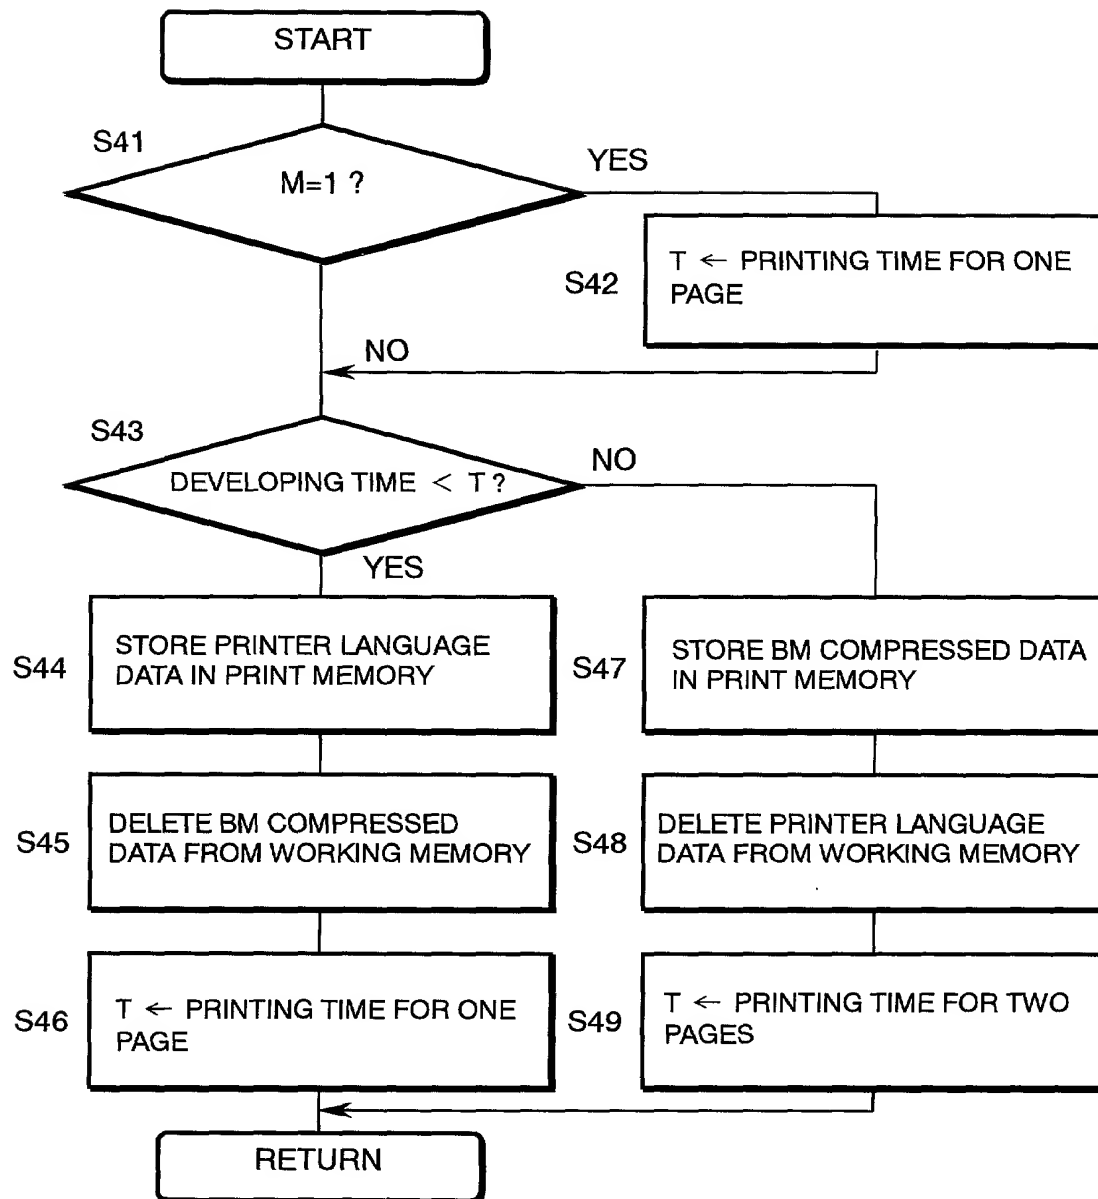 START
S41
M=1 ?
YES
S42
T ← PRINTING TIME FOR ONE
PAGE
NO
S43
DEVELOPING TIME < T ?
NO
YES
S44
STORE PRINTER LANGUAGE
DATA IN PRINT MEMORY
S47
STORE BM COMPRESSED DATA
IN PRINT MEMORY
S45
DELETE BM COMPRESSED
DATA FROM WORKING MEMORY
S48
DELETE PRINTER LANGUAGE
DATA FROM WORKING MEMORY
S46
T ← PRINTING TIME FOR ONE
PAGE
S49
T ← PRINTING TIME FOR TWO
PAGES
RETURN